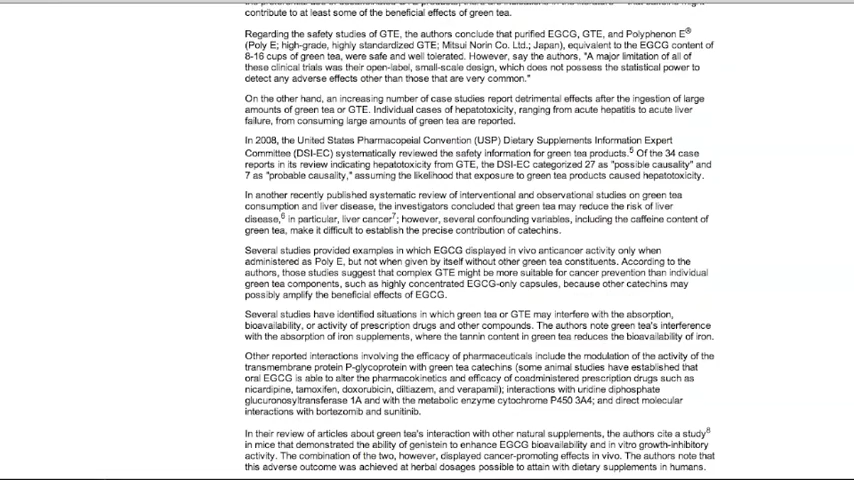 contribute to at least some of the beneficial effects of green tea.
Regarding the safety studies of GTE, the authors conclude that purified EGCG, GTE, and Polyphenon E®
(Poly E; high-grade, highly standardized GTE; Mitsui Norin Co. Ltd.; Japan), equivalent to the EGCG content of
8-16 cups of green tea, were safe and well tolerated. However, say the authors, "A major limitation of all of
these clinical trials was their open-label, small-scale design, which does not possess the statistical power to
detect any adverse effects other than those that are very common."
On the other hand, an increasing number of case studies report detrimental effects after the ingestion of large
amounts of green tea or GTE. Individual cases of hepatotoxicity, ranging from acute hepatitis to acute liver
failure, from consuming large amounts of green tea are reported.
In 2008, the United States Pharmacopeial Convention (USP) Dietary Supplements Information Expert
Committee (DSI-EC) systematically reviewed the safety information for green tea products.5 Of the 34 case
reports in its review indicating hepatotoxicity from GTE, the DSI-EC categorized 27 as "possible causality" and
7 as "probable causality," assuming the likelihood that exposure to green tea products caused hepatotoxicity.
In another recently published systematic review of interventional and observational studies on green tea
consumption and liver disease, the investigators concluded that green tea may reduce the risk of liver
disease,6 in particular, liver cancer7; however, several confounding variables, including the caffeine content of
green tea, make it difficult to establish the precise contribution of catechins.
Several studies provided examples in which EGCG displayed in vivo anticancer activity only when
administered as Poly E, but not when given by itself without other green tea constituents. According to the
authors, those studies suggest that complex GTE might be more suitable for cancer prevention than individual
green tea components, such as highly concentrated EGCG-only capsules, because other catechins may
possibly amplify the beneficial effects of EGCG.
Several studies have identified situations in which green tea or GTE may interfere with the absorption,
bioavailability, or activity of prescription drugs and other compounds. The authors note green tea's interference
with the absorption of iron supplements, where the tannin content in green tea reduces the bioavailability of iron.
Other reported interactions involving the efficacy of pharmaceuticals include the modulation of the activity of the
transmembrane protein P-glycoprotein with green tea catechins (some animal studies have established that
oral EGCG is able to alter the pharmacokinetics and efficacy of coadministered prescription drugs such as
nicardipine, tamoxifen, doxorubicin, diltiazem, and verapamil); interactions with uridine diphosphate
glucuronosyltransferase 1A and with the metabolic enzyme cytochrome P450 3A4; and direct molecular
interactions with bortezomib and sunitinib.
In their review of articles about green tea's interaction with other natural supplements, the authors cite a study8
in mice that demonstrated the ability of genistein to enhance EGCG bioavailability and in vitro growth-inhibitory
activity. The combination of the two, however, displayed cancer-promoting effects in vivo. The authors note that
this adverse outcome was achieved at herbal dosages possible to attain with dietary supplements in humans.